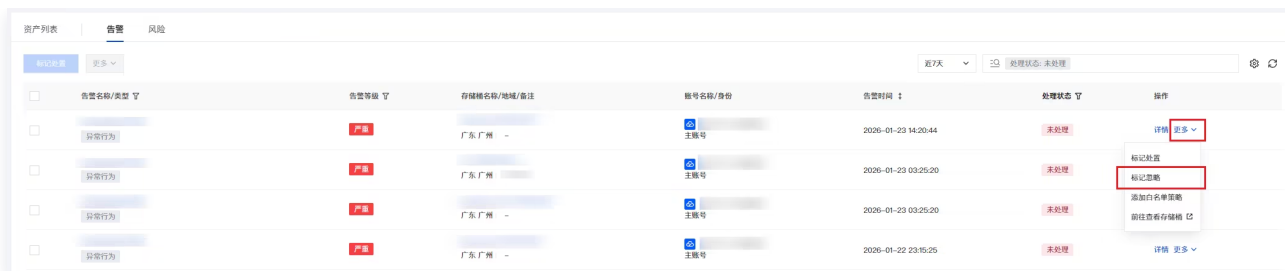 资产列表 告警 风险
标记处置 更多 近7天 处理状态: 未处理
告警名称/类型 告警等级 存储桶名称/地域/备注 账号名称/身份 告警时间 处理状态 操作
异常行为 严重 广东 广州 - 主账号 2026-01-23 14:20:44 未处理 详情 更多
标记处置
异常行为 严重 广东 广州 主账号 2026-01-23 03:25:20 未处理 标记忽略
添加白名单策略
异常行为 严重 广东 广州 - 主账号 2026-01-23 03:25:20 未处理 前往查看存储桶
异常行为 严重 广东 广州 - 主账号 2026-01-22 23:15:25 未处理 详情 更多